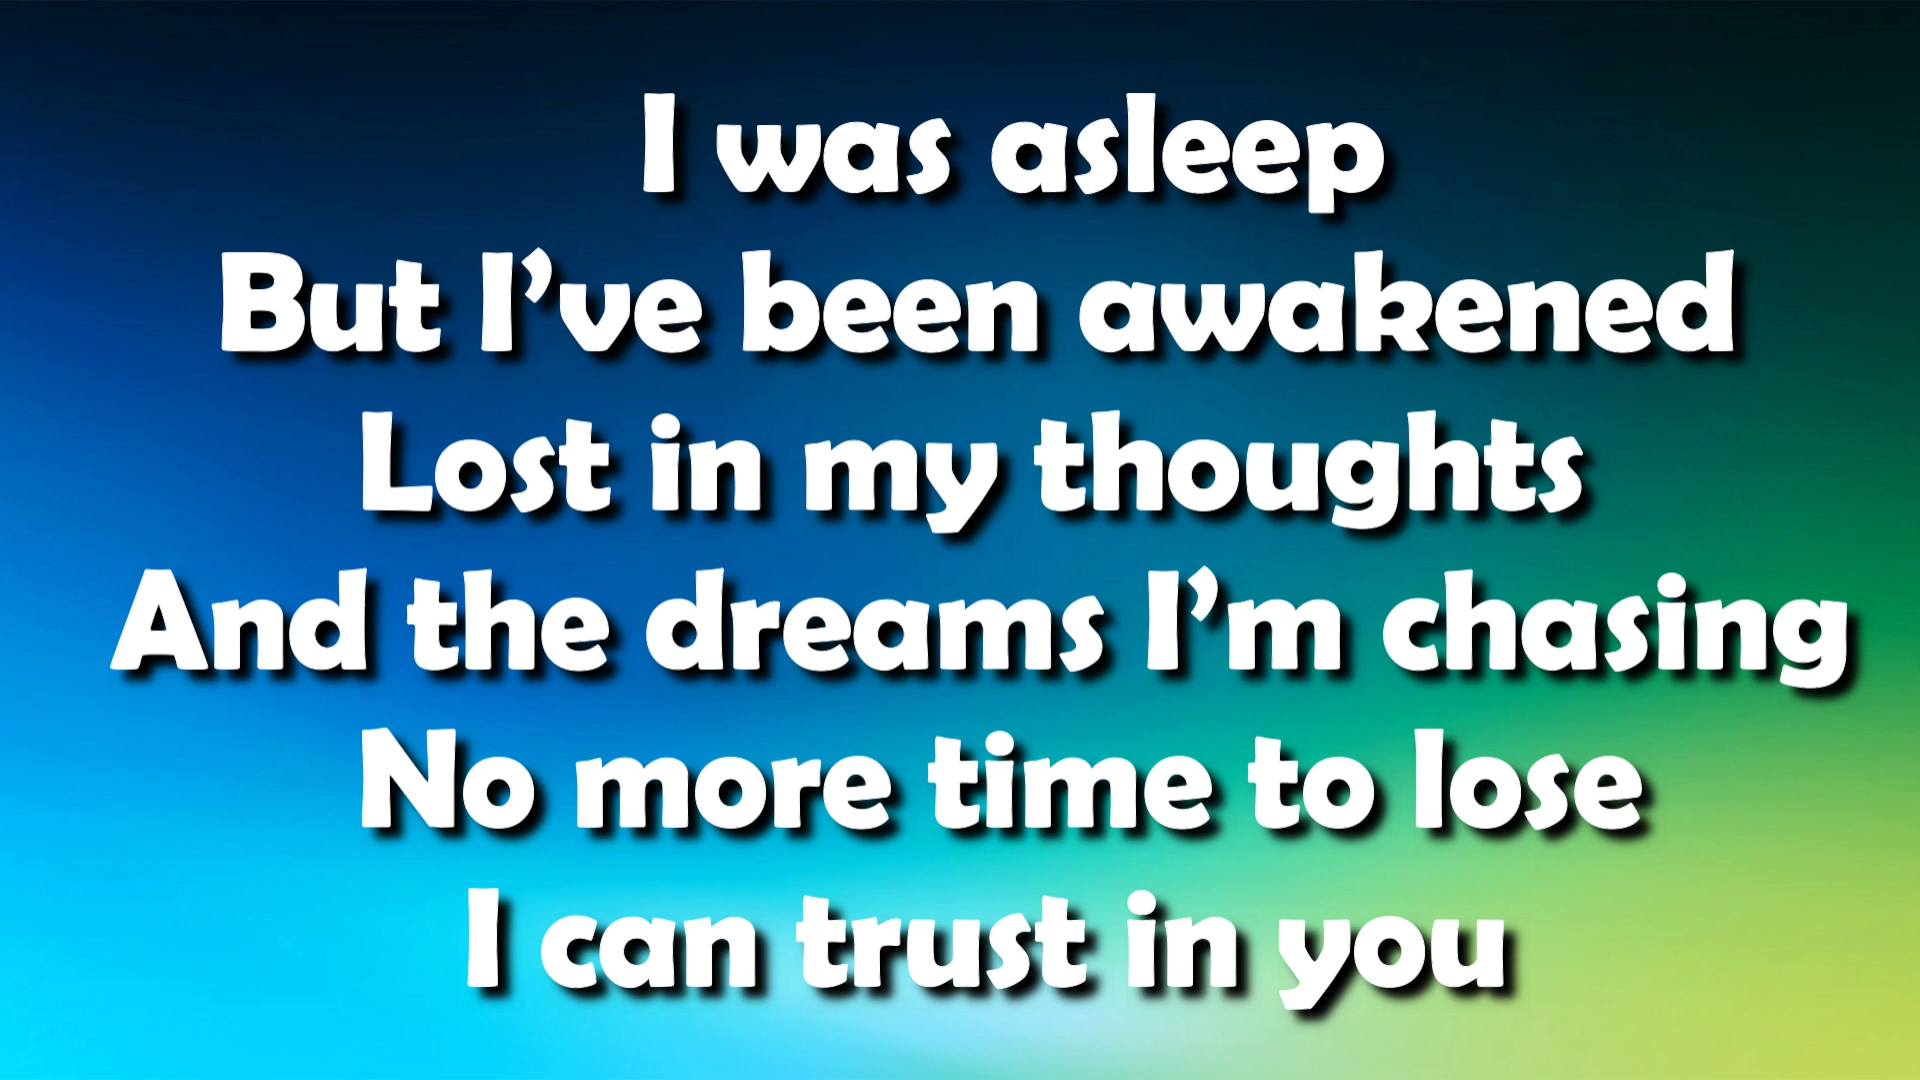 I was asleep
But I’ve been awakened
Lost in my thoughts
And the dreams I’m chasing
No more time to lose
I can trust in you